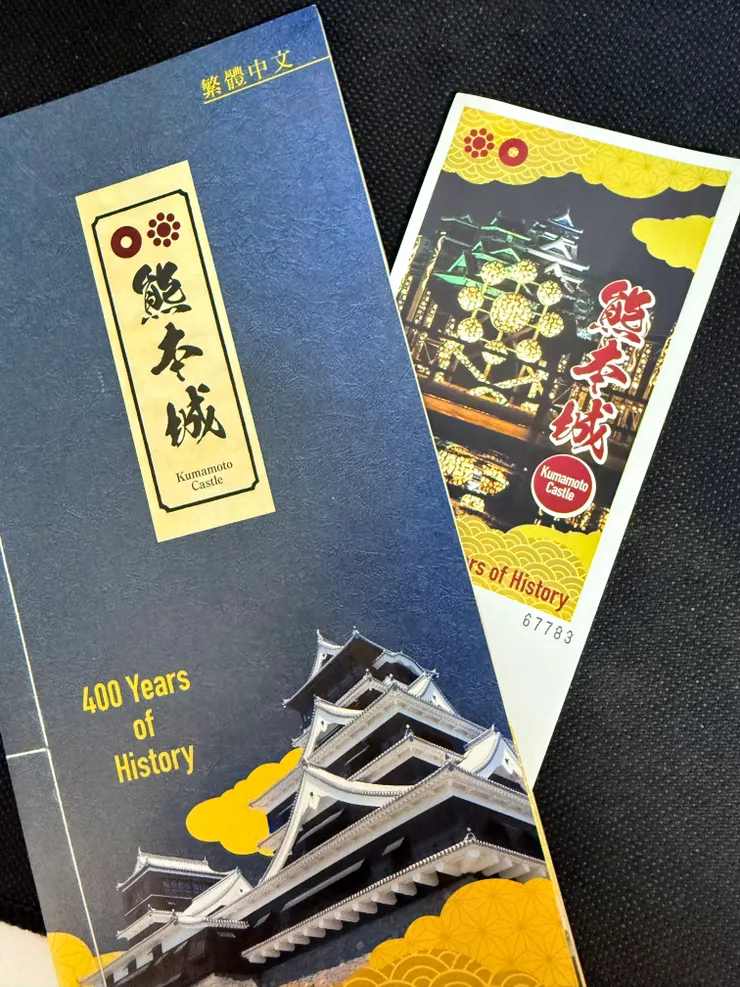 繁體中文
熊本城
Kumamoto
Castle
400 Years
of
History
熊本城
Kumamoto
Castle
rs of History
67783